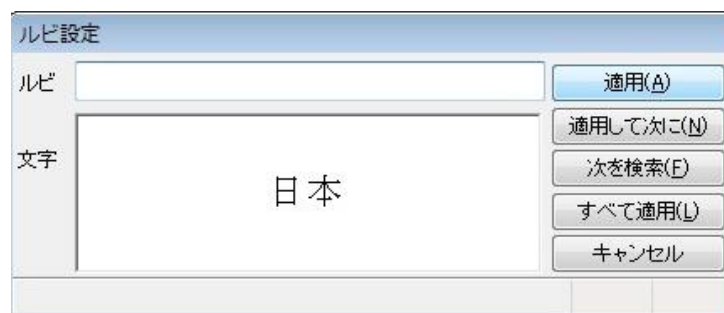 ルビ設定
ルビ
適用(A)
適用して次に(N)
文字
日本
次を検索(F)
すべて適用(L)
キャンセル